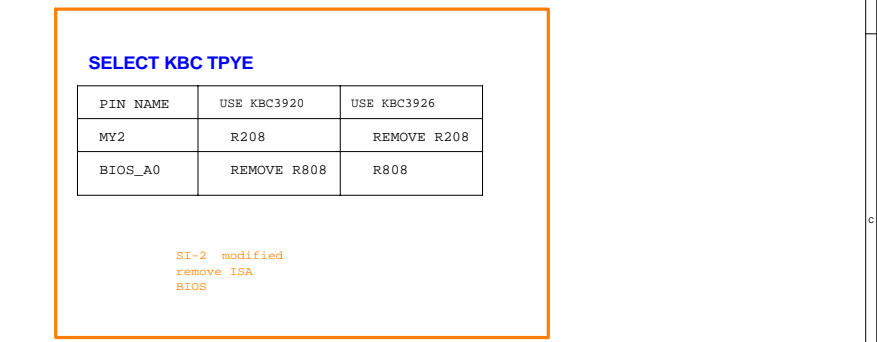 SELECT KBC TPYE
PIN NAME USE KBC3920 USE KBC3926
MY2 R208 REMOVE R208
BIOS_A0 REMOVE R808 R808
C
SI-2 modified
remove ISA
BIOS